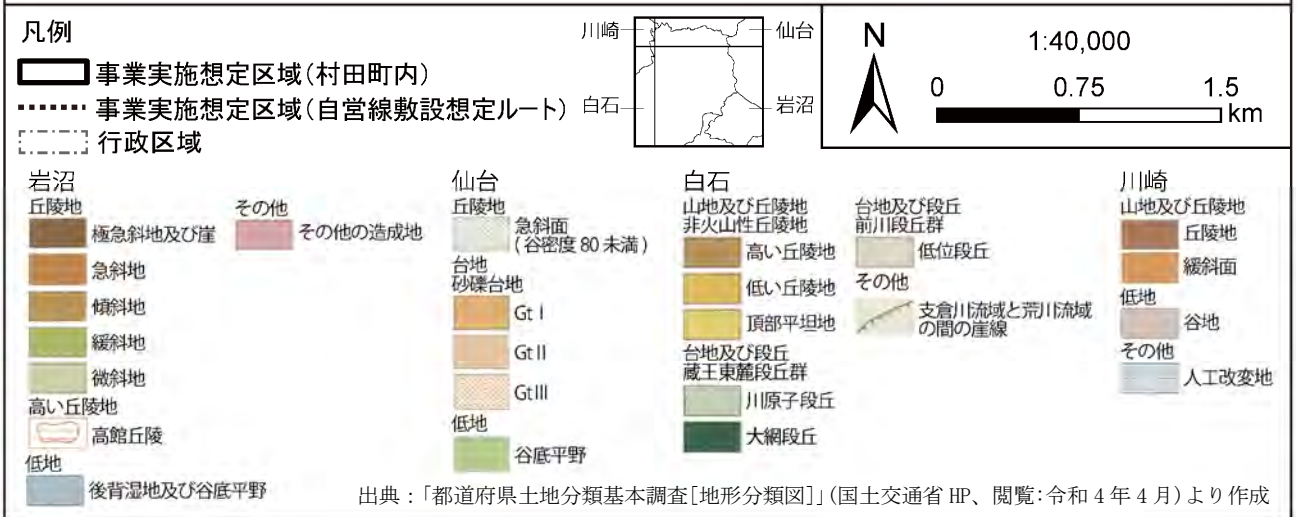 凡例
事業実施想定区域(村田町内)
事業実施想定区域(自営線敷設想定ルート)
行政区域
川崎
仙台
白石
岩沼
N
1:40,000
0 0.75 1.5
km
岩沼
丘陵地
極急斜地及び崖
急斜地
傾斜地
緩斜地
微斜地
高い丘陵地
高舘丘陵
低地
後背湿地及び谷底平野
その他
その他の造成地
仙台
丘陵地
急斜面
(谷密度80未満)
台地
砂礫台地
GtⅠ
GtⅡ
GtⅢ
低地
谷底平野
白石
山地及び丘陵地
非火山性丘陵地
高い丘陵地
低い丘陵地
頂部平坦地
台地及び段丘
蔵王東麓段丘群
川原子段丘
大網段丘
台地及び段丘
前川段丘群
低位段丘
その他
支倉川流域と荒川流域
の間の崖線
川崎
山地及び丘陵地
丘陵地
緩斜面
低地
谷地
その他
人工改変地
出典:「都道府県土地分類基本調査[地形分類図]」(国土交通省HP、閲覧:令和4年4月)より作成